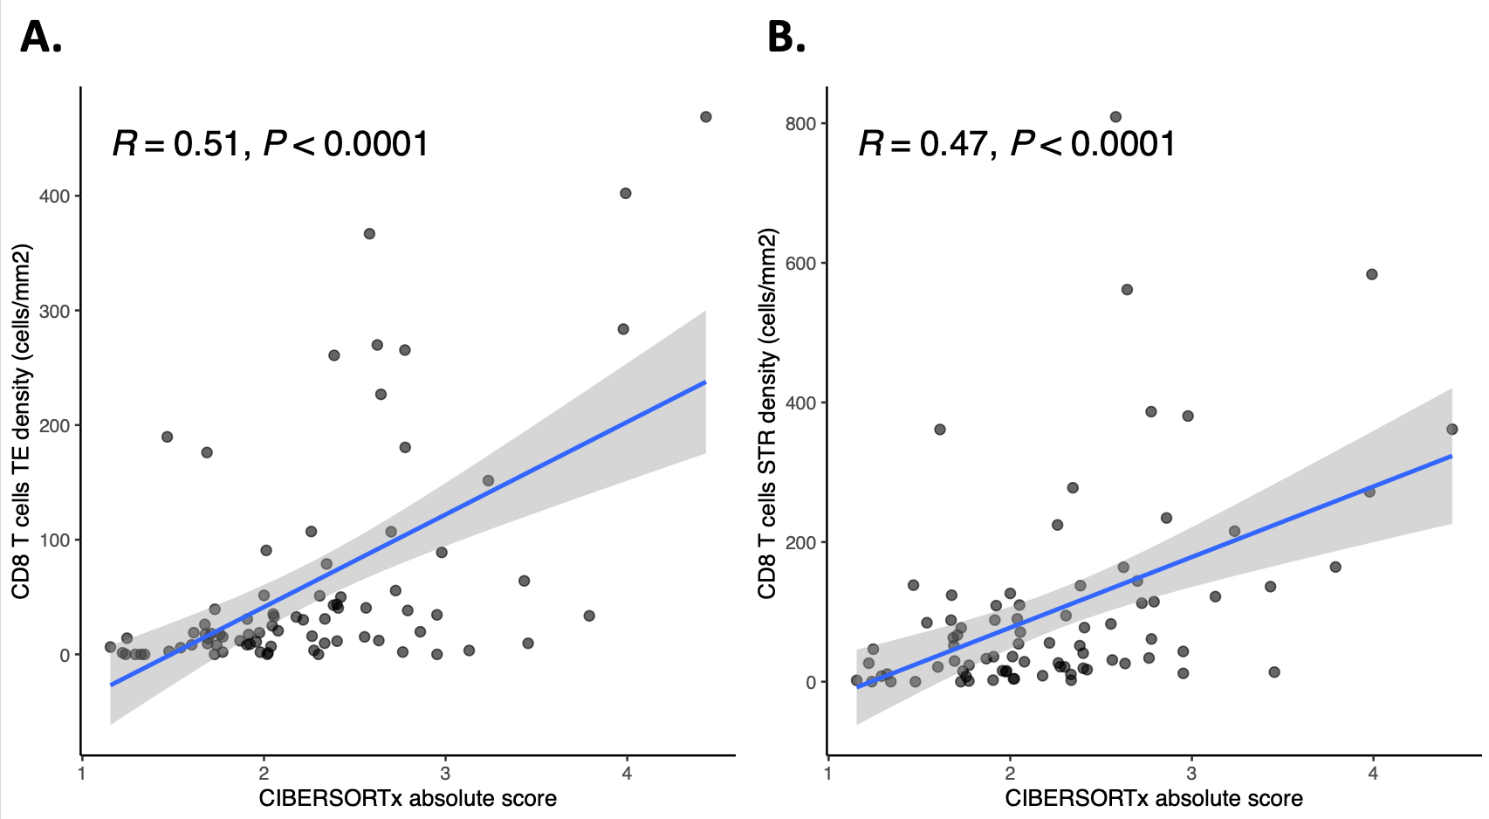 A.
R = 0.51, P < 0.0001
CD8 T cells TE density (cells/mm2)
400
300
200
100
0
1 2 3 4
CIBERSORTx absolute score
B.
R = 0.47, P < 0.0001
CD8 T cells STR density (cells/mm2)
800
600
400
200
0
1 2 3 4
CIBERSORTx absolute score